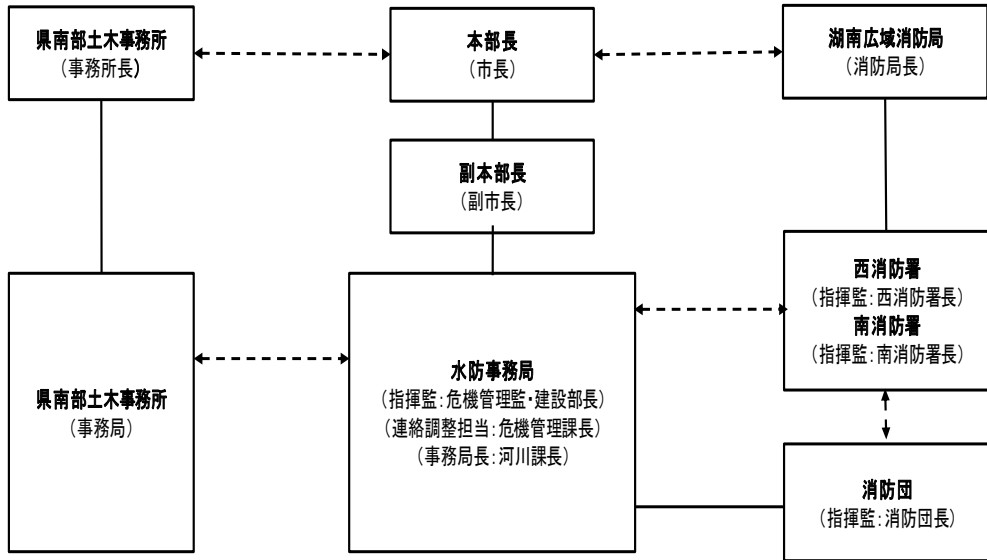 県南部土木事務所
（事務所長）
本部長
（市長）
湖南広域消防局
（消防局長）
副本部長
（副市長）
西消防署
（指揮監：西消防署長）
南消防署
（指揮監：南消防署長）
県南部土木事務所
（事務局）
水防事務局
（指揮監：危機管理監・建設部長）
（連絡調整担当：危機管理課長）
（事務局長：河川課長）
消防団
（指揮監：消防団長）